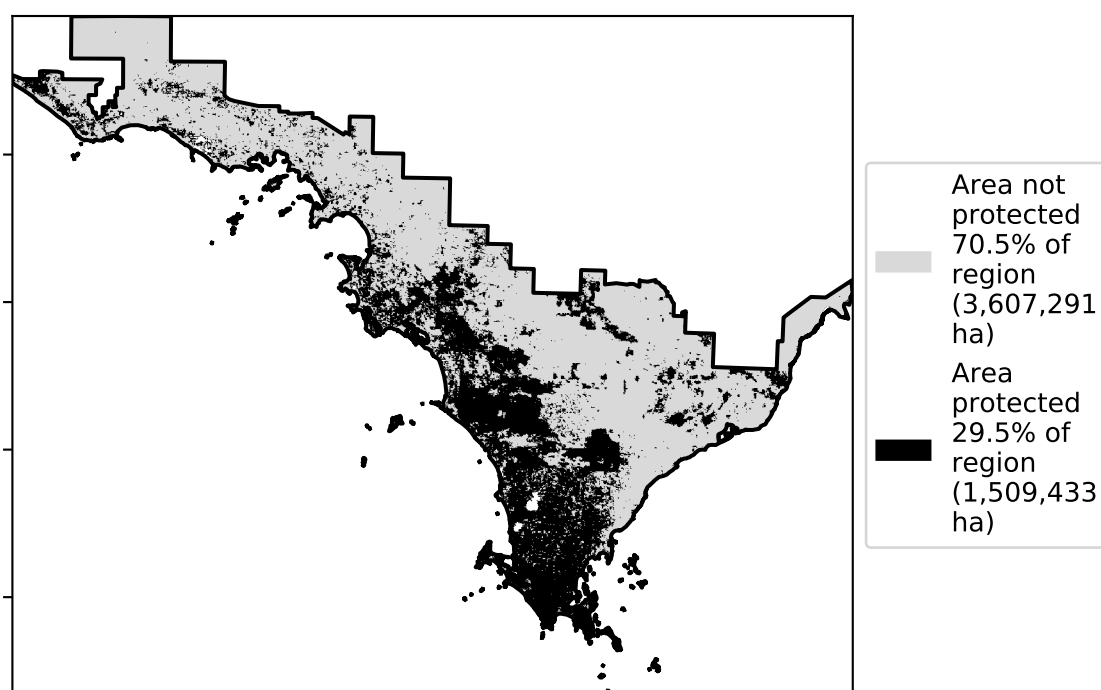 Area not
protected
70.5% of
region
(3,607,291
ha)
Area
protected
29.5% of
region
(1,509,433
ha)